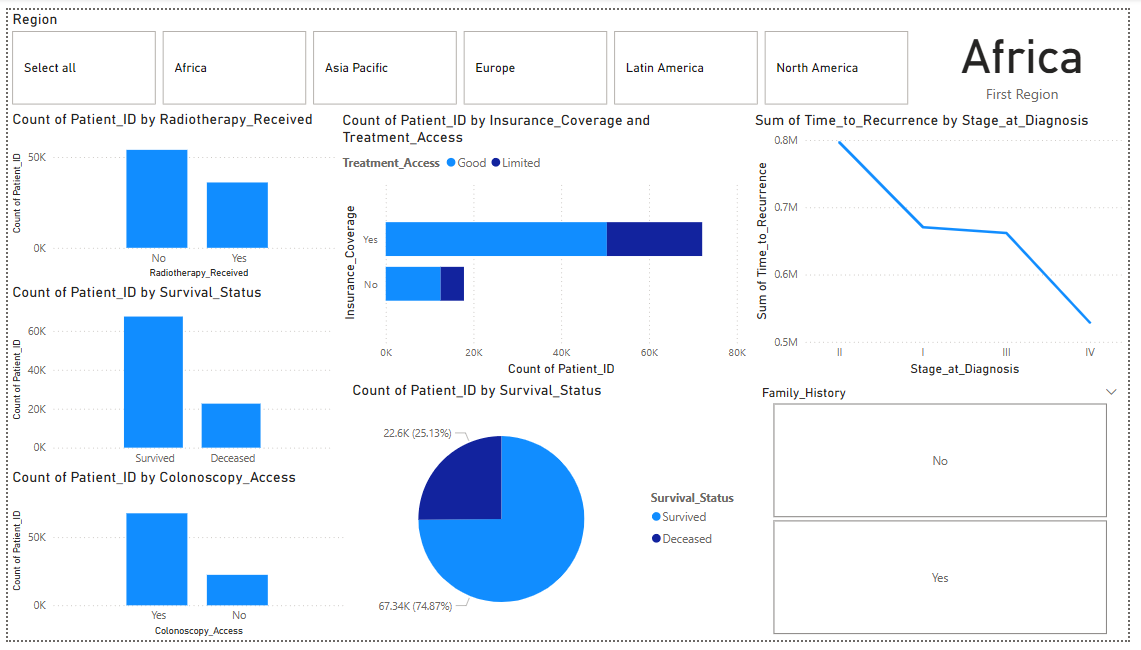 Region
Select all
Africa
Asia Pacific
Europe
Latin America
North America
Africa
First Region
Count of Patient_ID by Radiotherapy_Received
Count of Patient_ID
50K
0K
No
Yes
Radiotherapy_Received
Count of Patient_ID by Survival_Status
Count of Patient_ID
60K
40K
20K
0K
Survived
Deceased
Count of Patient_ID by Colonoscopy_Access
Count of Patient_ID
50K
0K
Yes
No
Colonoscopy_Access
Count of Patient_ID by Insurance_Coverage and
Treatment_Access
Treatment_Access Good Limited
Insurance_Coverage
Yes
No
0K
20K
40K
60K
80K
Count of Patient_ID
Count of Patient_ID by Survival_Status
22.6K (25.13%)
67.34K (74.87%)
Survival_Status
Survived
Deceased
Sum of Time_to_Recurrence by Stage_at_Diagnosis
Sum of Time_to_Recurrence
0.8M
0.7M
0.6M
0.5M
II
I
III
IV
Stage_at_Diagnosis
Family_History
No
Yes